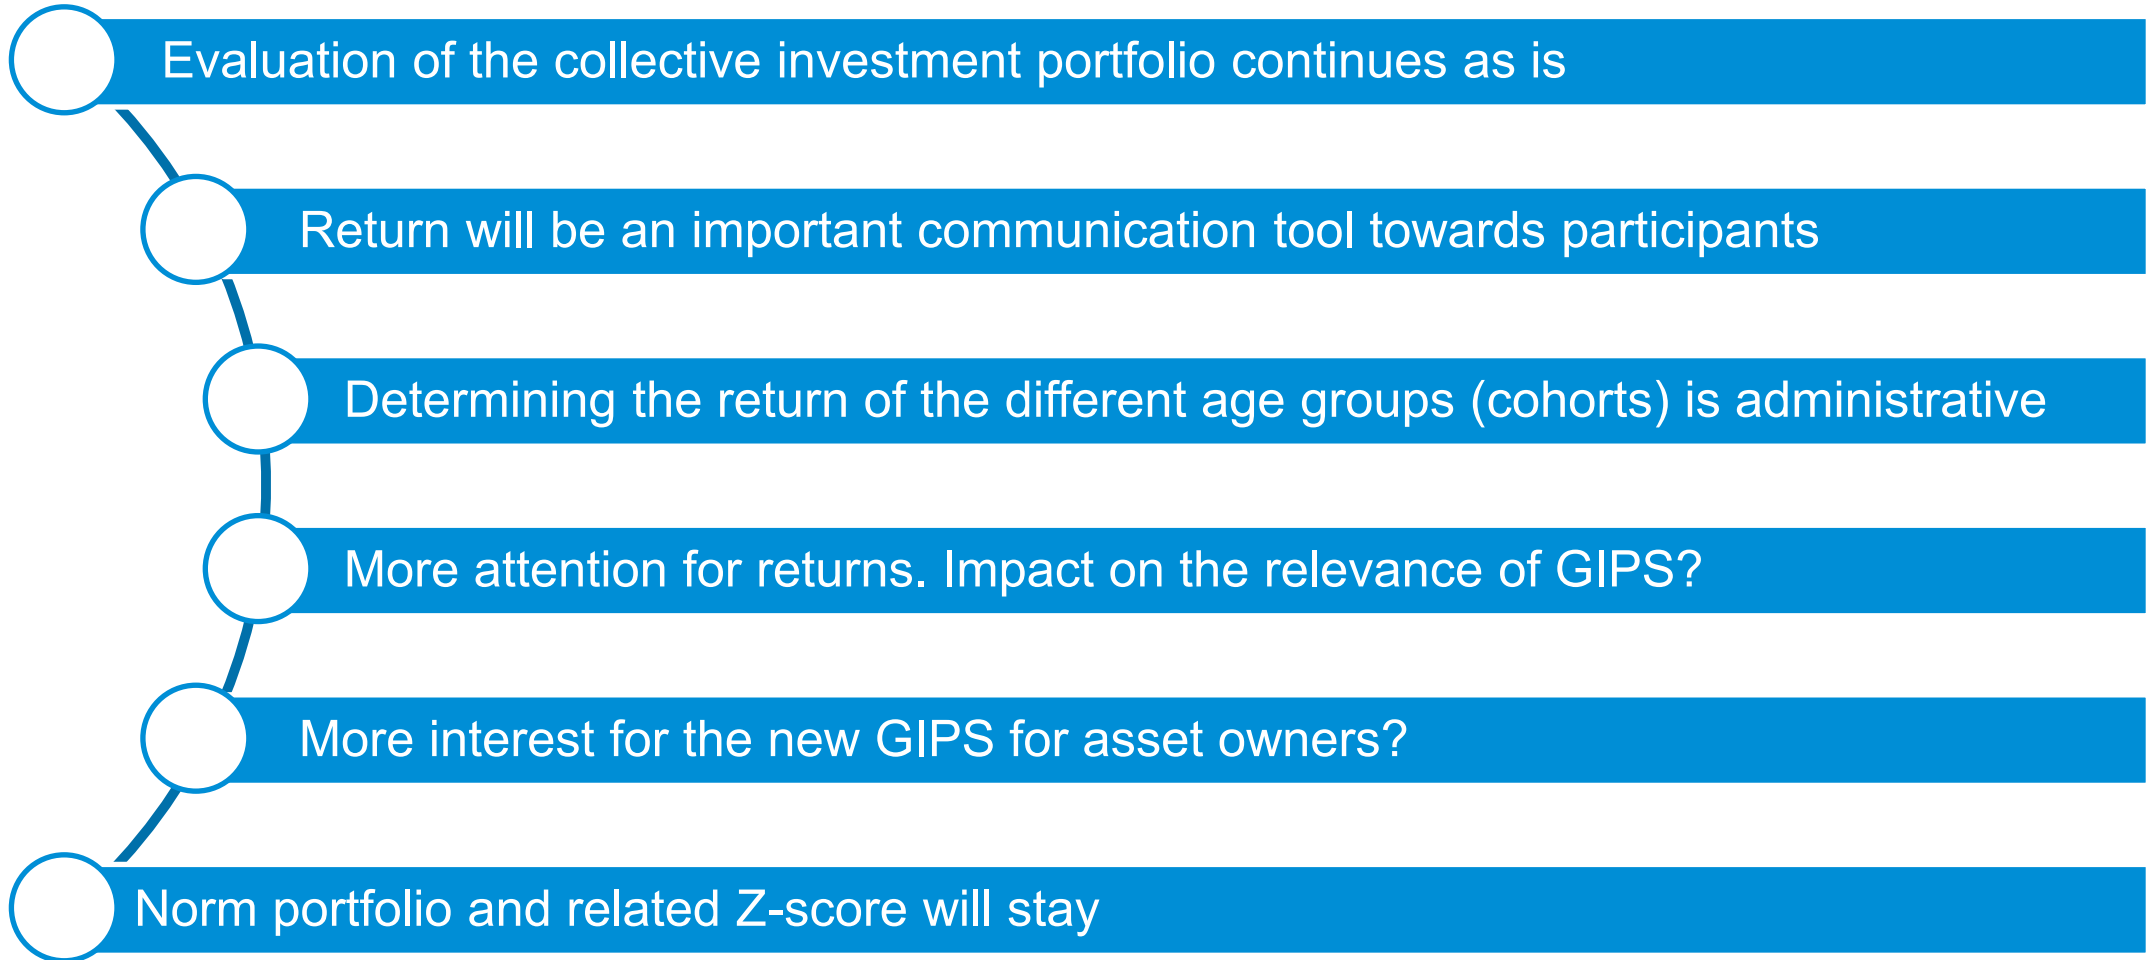 Evaluation of the collective investment portfolio continues as is
Return will be an important communication tool towards participants
Determining the return of the different age groups (cohorts) is administrative
More attention for returns. Impact on the relevance of GIPS?
More interest for the new GIPS for asset owners?
Norm portfolio and related Z-score will stay